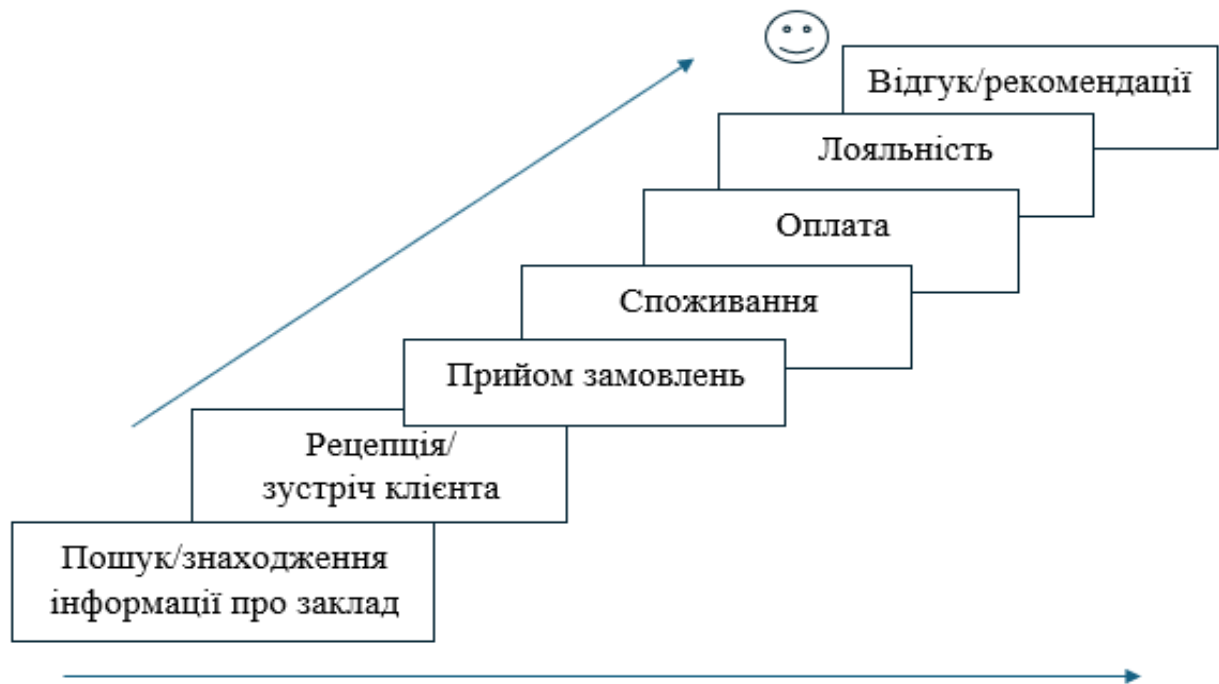 Відгук/рекомендації
Лояльність
Оплата
Споживання
Прийом замовлень
Рецепція/
зустріч клієнта
Пошук/знаходження
інформації про заклад